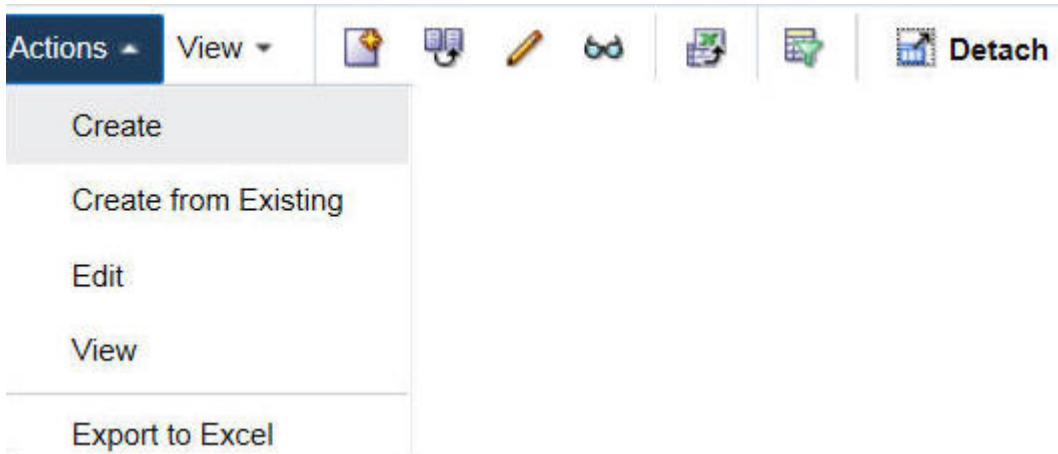 Actions View Detach
Create
Create from Existing
Edit
View
Export to Excel